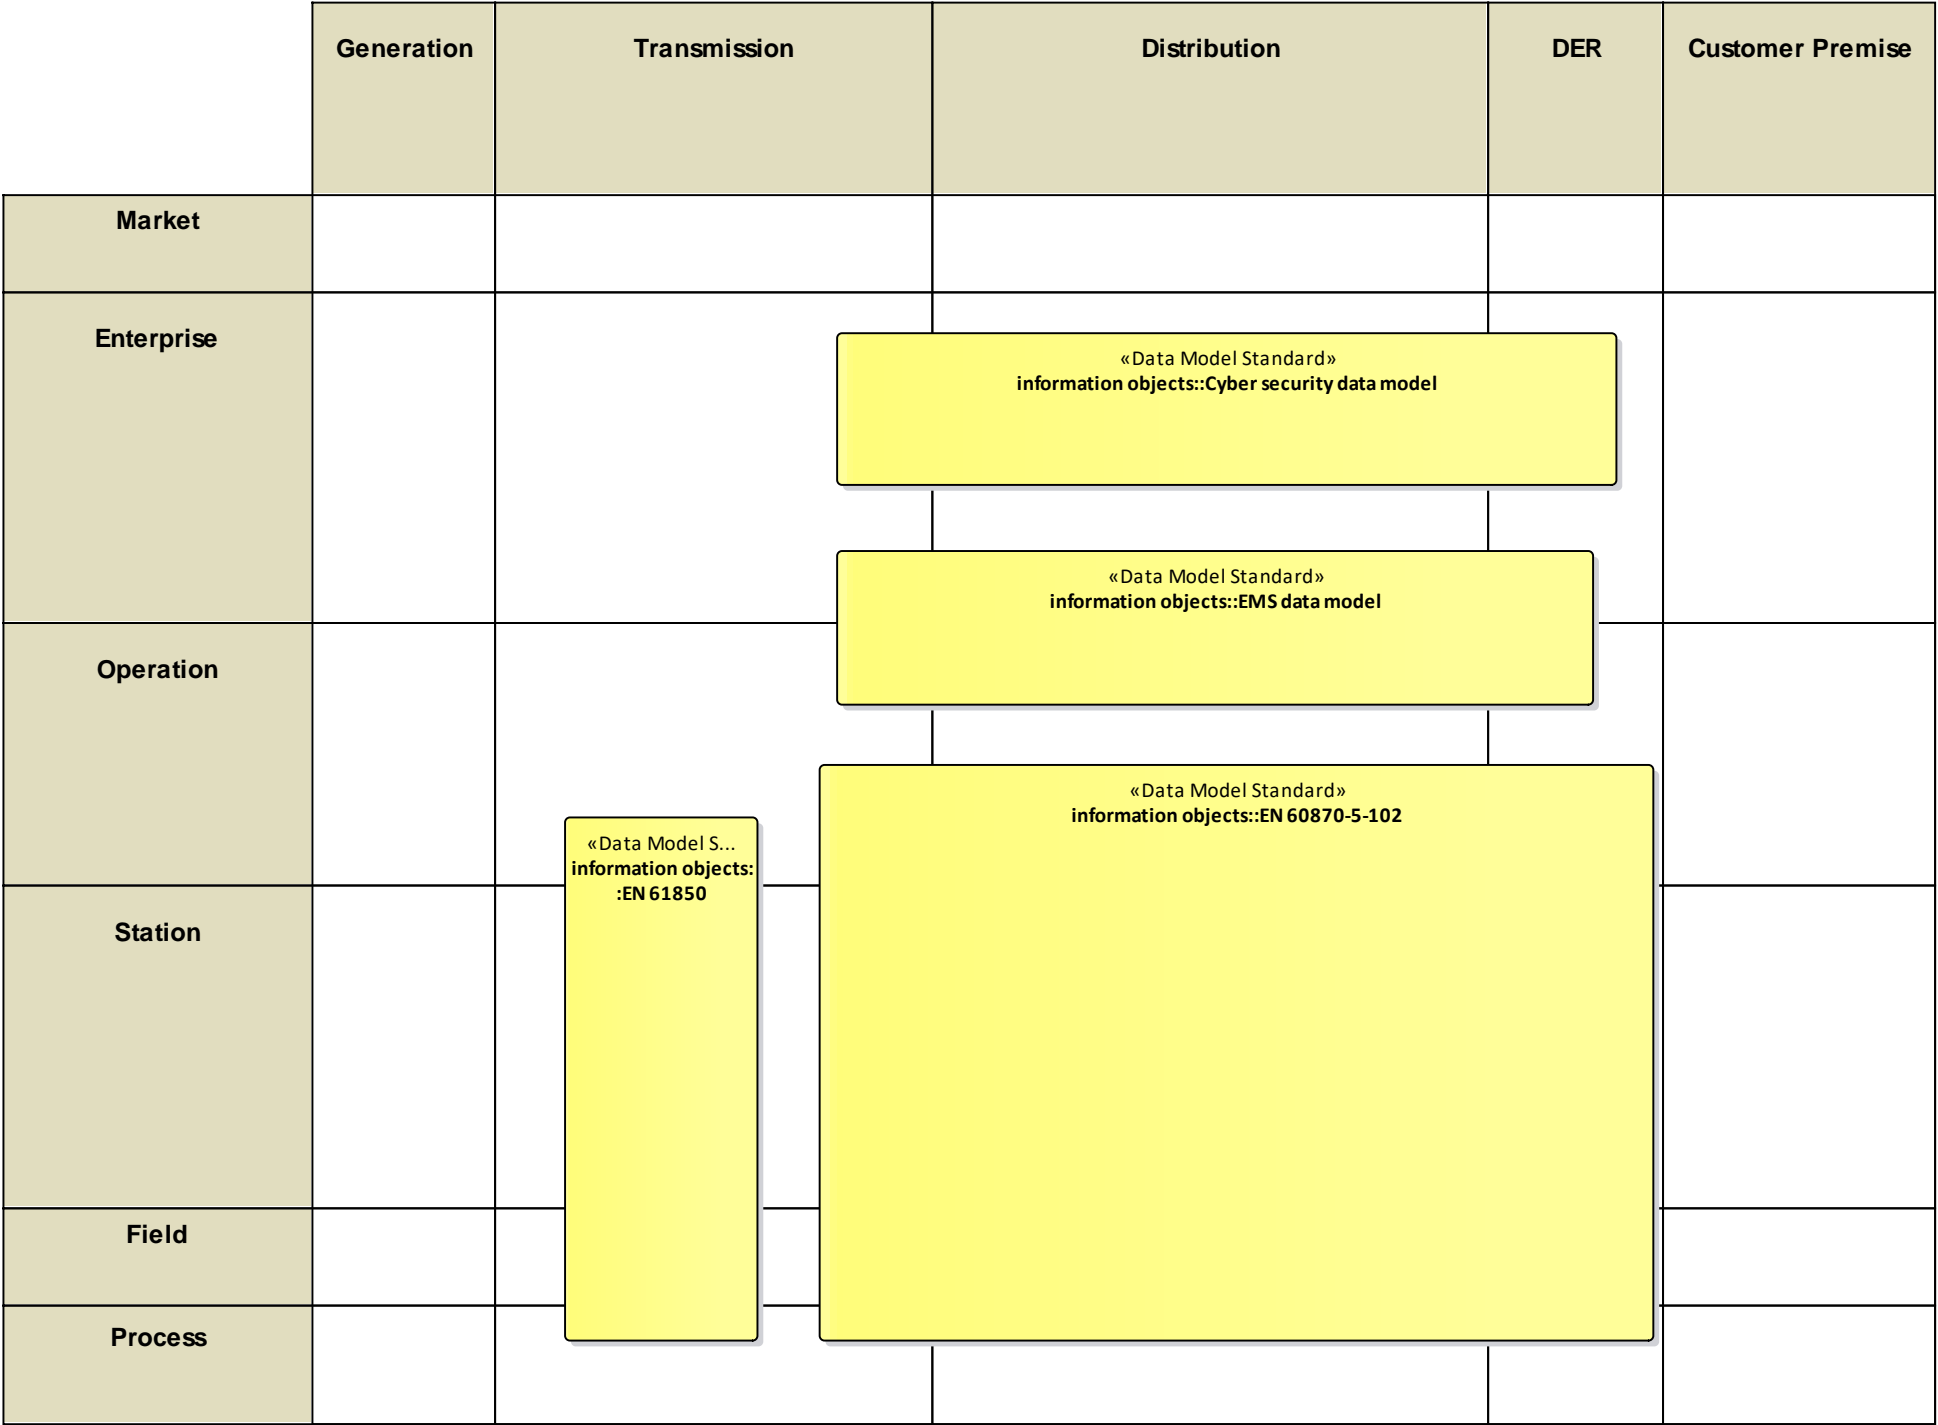 Generation
Transmission
Distribution
DER
Customer Premise
Market
Enterprise
«Data Model Standard»
information objects::Cyber security data model
«Data Model Standard»
information objects::EMS data model
Operation
«Data Model Standard»
information objects::EN 60870-5-102
«Data Model S...
information objects:
:EN 61850
Station
Field
Process